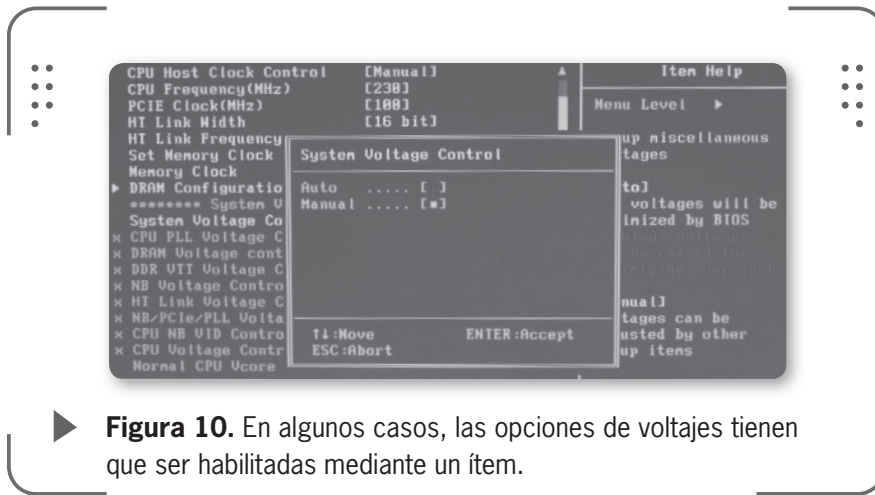 CPU Host Clock Control [Manual]
CPU Frequency(MHz) [230]
PCIE Clock(MHz) [100]
HT Link Width [16 bit]
HT Link Frequency
Set Memory Clock
Memory Clock
▶ DRAM Configuratio
******** System V
System Voltage Co
x CPU PLL Voltage C
x DRAM Voltage cont
x DDR VTT Voltage C
x NB Voltage Contro
x HT Link Voltage C
x NB/PCIe/PLL Volta
x CPU NB VID Contro
x CPU Voltage Contr
Normal CPU Vcore
System Voltage Control
Auto ..... [ ]
Manual ..... [▪]
↑↓:Move ENTER:Accept
ESC:Abort
Item Help
Menu Level ▶
up miscellaneous
tages
to]
voltages will be
imized by BIOS
nual]
tages can be
usted by other
up items
Figura 10. En algunos casos, las opciones de voltajes tienen
que ser habilitadas mediante un ítem.